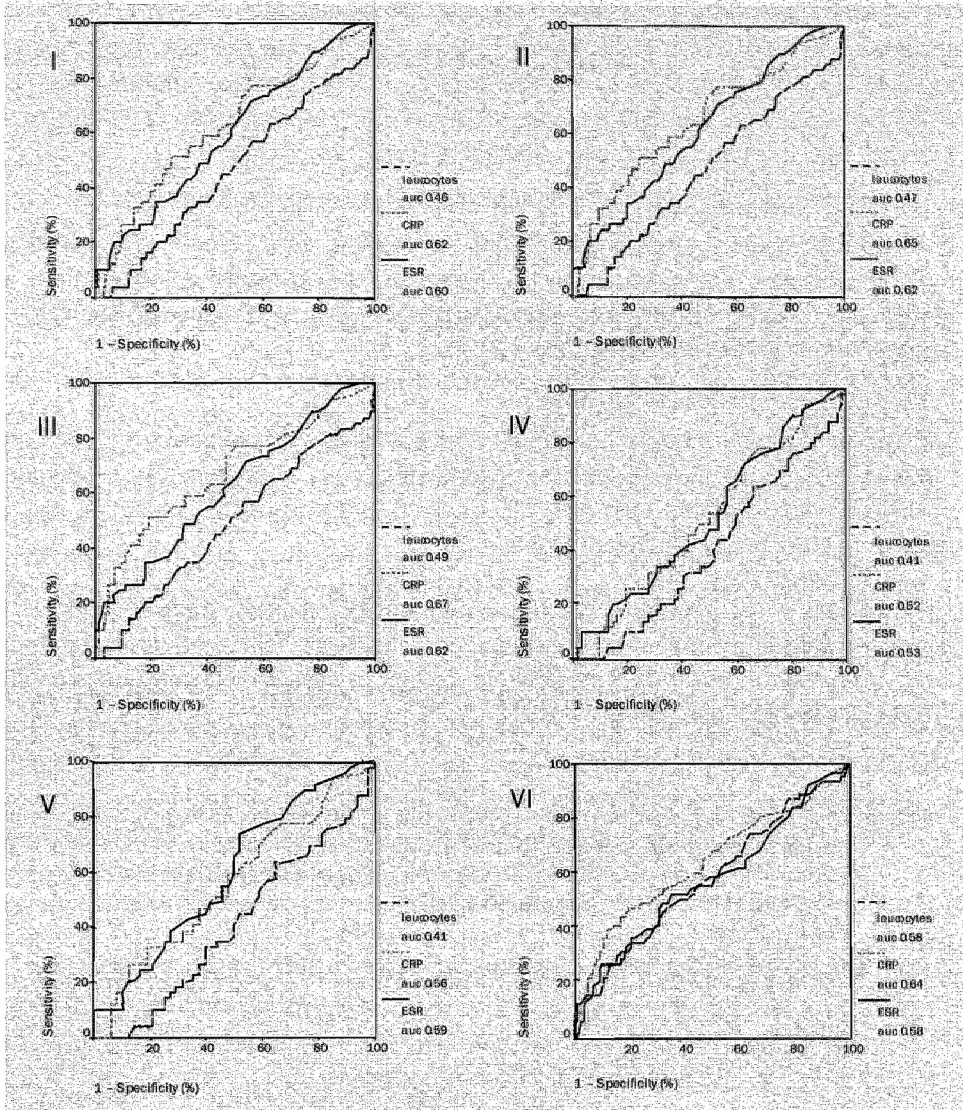 I
Sensitivity (%)
100
80
60
40
20
0
20 40 60 80 100
1 – Specificity (%)
leucocytes
auc 0.46
CRP
auc 0.62
ESR
auc 0.60
II
Sensitivity (%)
100
80
60
40
20
0
20 40 60 80 100
1 – Specificity (%)
leucocytes
auc 0.47
CRP
auc 0.65
ESR
auc 0.62
III
Sensitivity (%)
100
80
60
40
20
0
20 40 60 80 100
1 – Specificity (%)
leucocytes
auc 0.49
CRP
auc 0.67
ESR
auc 0.62
IV
Sensitivity (%)
100
80
60
40
20
0
20 40 60 80 100
1 – Specificity (%)
leucocytes
auc 0.41
CRP
auc 0.52
ESR
auc 0.53
V
Sensitivity (%)
100
80
60
40
20
0
20 40 60 80 100
1 – Specificity (%)
leucocytes
auc 0.41
CRP
auc 0.56
ESR
auc 0.59
VI
Sensitivity (%)
100
80
60
40
20
0
20 40 60 80 100
1 – Specificity (%)
leucocytes
auc 0.58
CRP
auc 0.64
ESR
auc 0.58